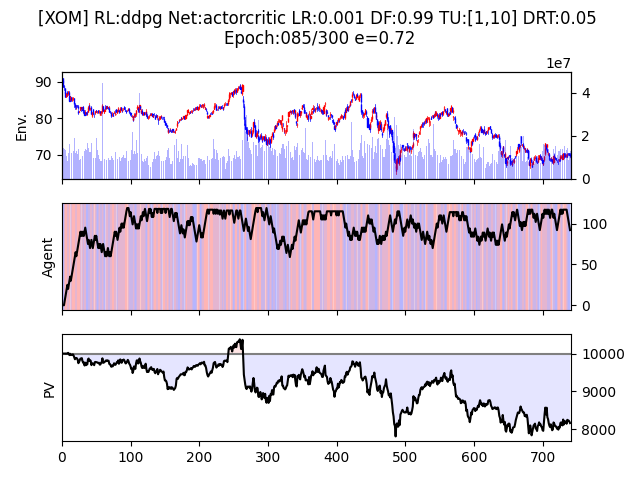 [XOM] RL:ddpg Net:actorcritic LR:0.001 DF:0.99 TU:[1,10] DRT:0.05
Epoch:085/300 e=0.72
1e7
Env.
90
80
70
4
2
0
Agent
100
50
0
PV
10000
9000
8000
0 100 200 300 400 500 600 700